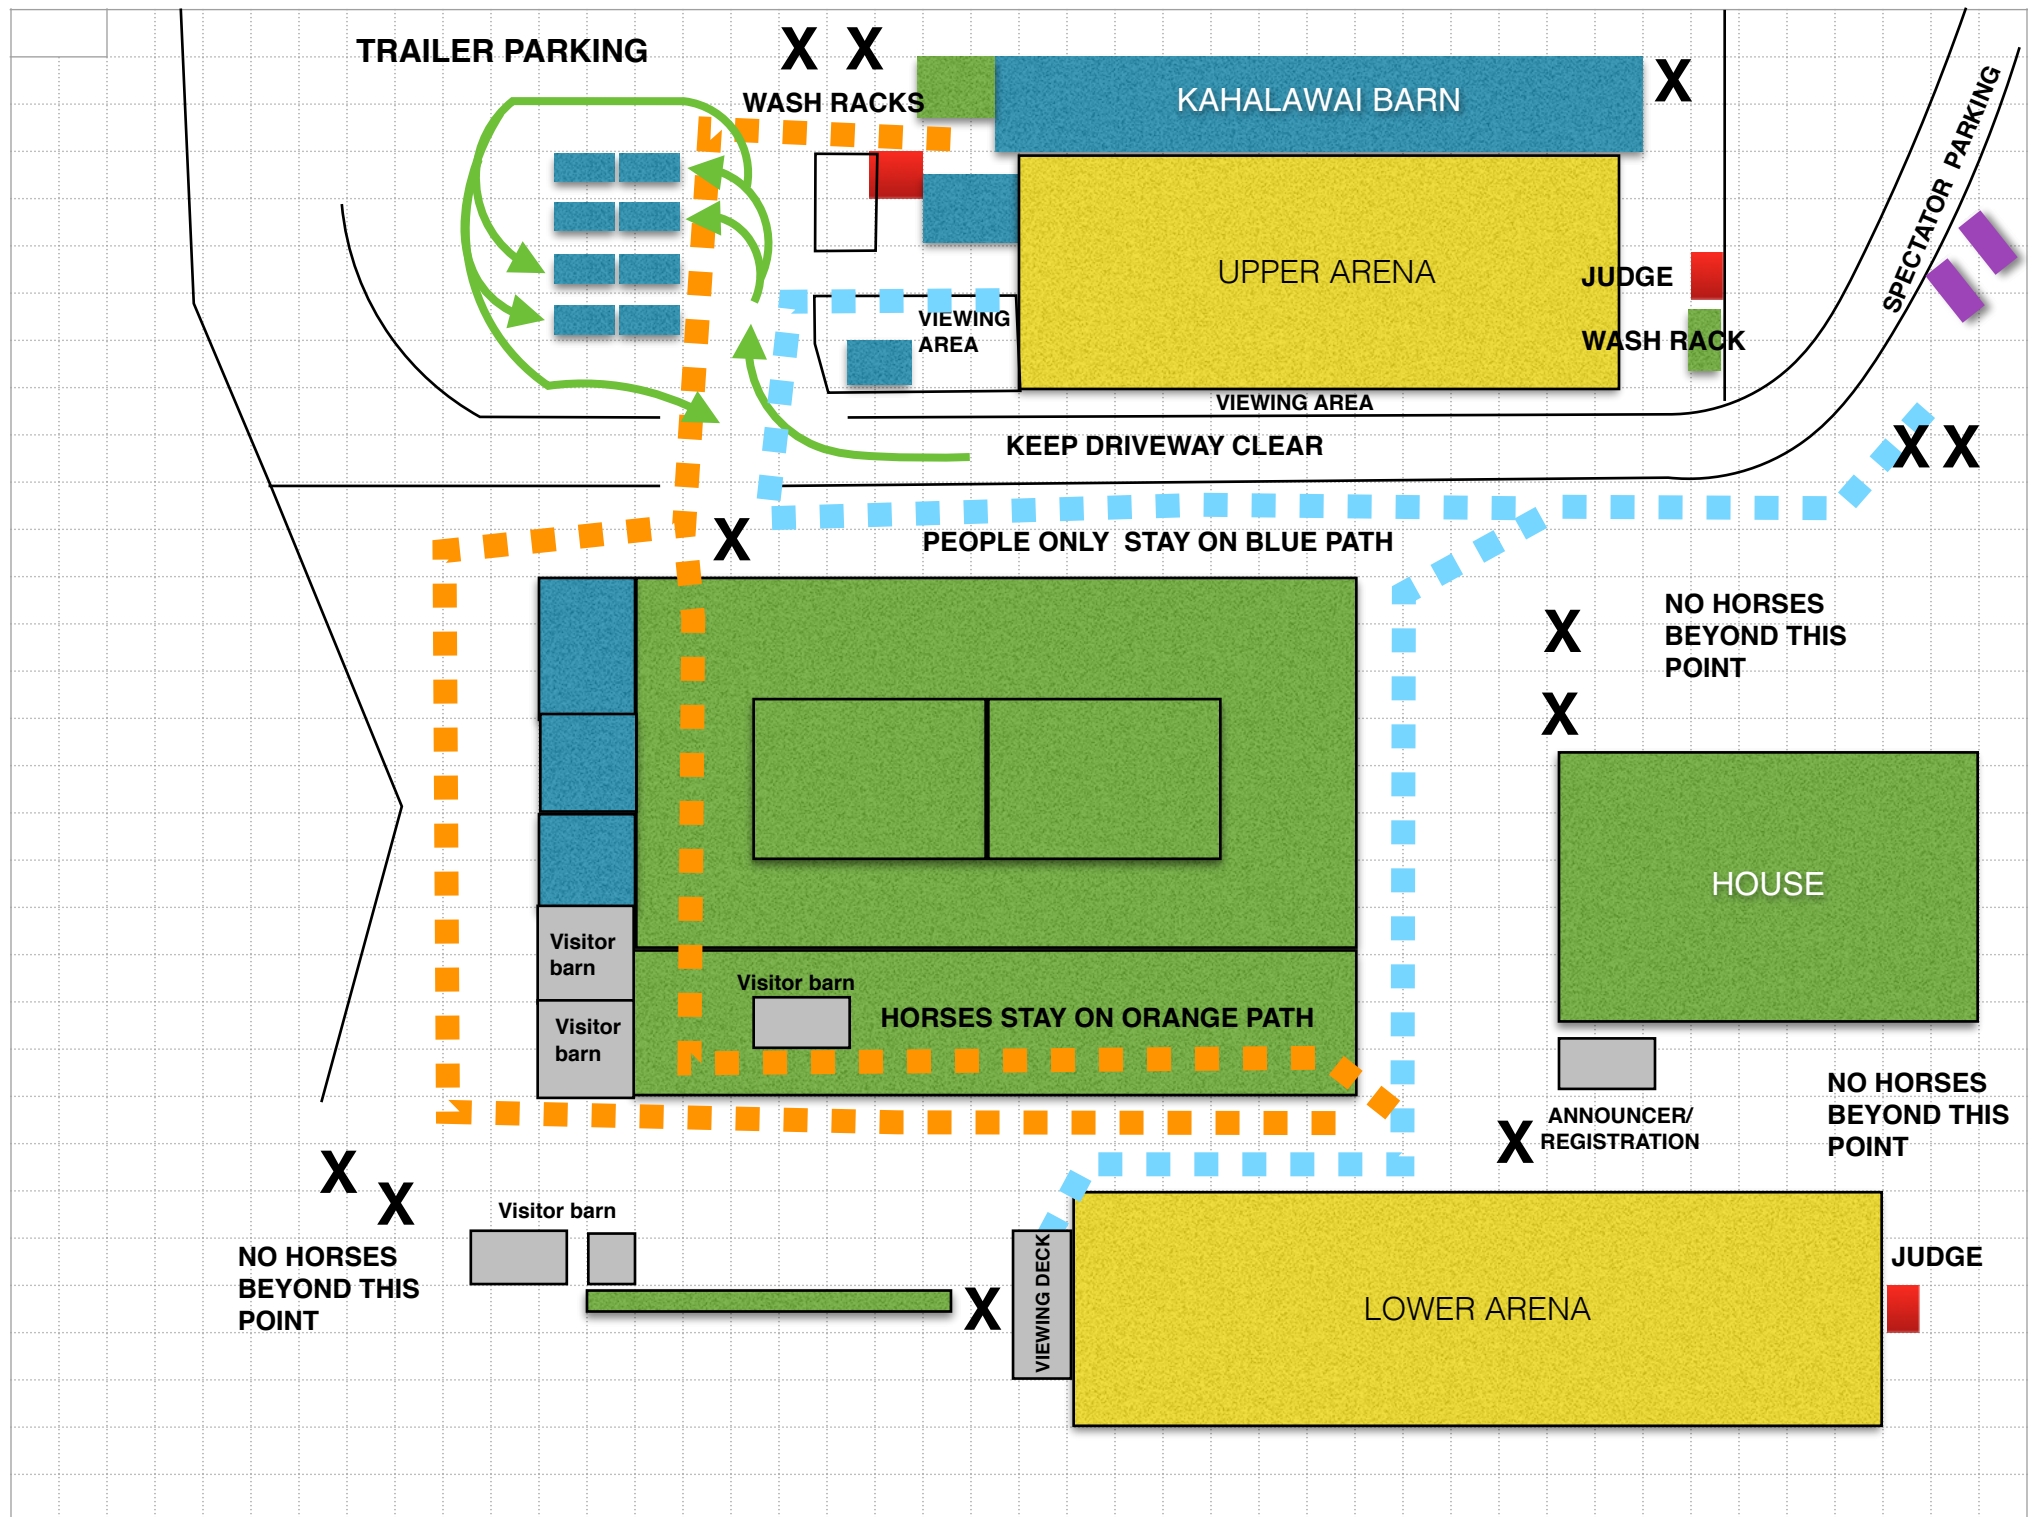 TRAILER PARKING
X X
WASH RACKS
KAHALAWAI BARN
X
SPECTATOR PARKING
UPPER ARENA
JUDGE
WASH RACK
VIEWING
AREA
VIEWING AREA
KEEP DRIVEWAY CLEAR
X X
X
PEOPLE ONLY  STAY ON BLUE PATH
X
NO HORSES
BEYOND THIS
POINT
X
HOUSE
Visitor
barn
Visitor barn
HORSES STAY ON ORANGE PATH
Visitor
barn
NO HORSES
BEYOND THIS
POINT
ANNOUNCER/
REGISTRATION
X
X
X
Visitor barn
NO HORSES
BEYOND THIS
POINT
X
VIEWING DECK
LOWER ARENA
JUDGE